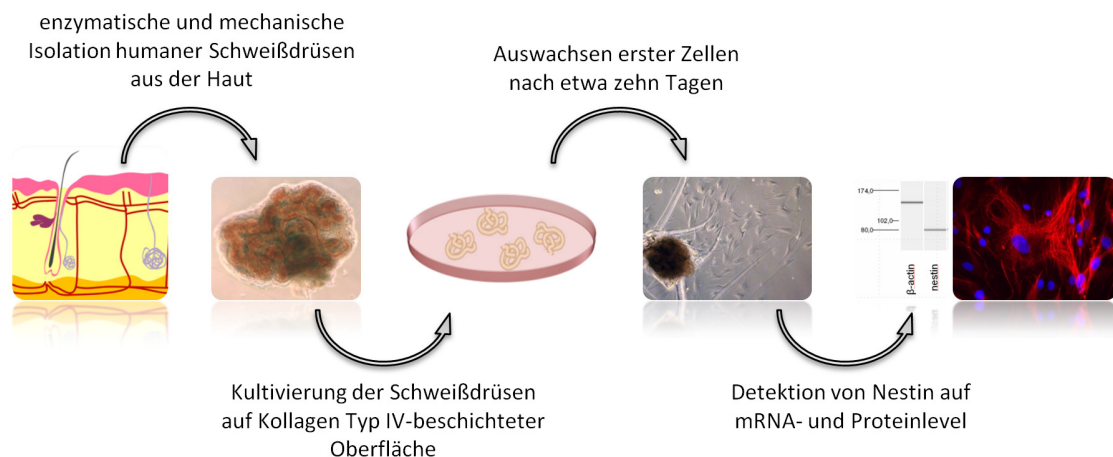 enzymatische und mechanische
Isolation humaner Schweißdrüsen
aus der Haut
Auswachsen erster Zellen
nach etwa zehn Tagen
174,0
102,0
80,0
β-actin
nestin
Kultivierung der Schweißdrüsen
auf Kollagen Typ IV-beschichteter
Oberfläche
Detektion von Nestin auf
mRNA- und Proteinlevel